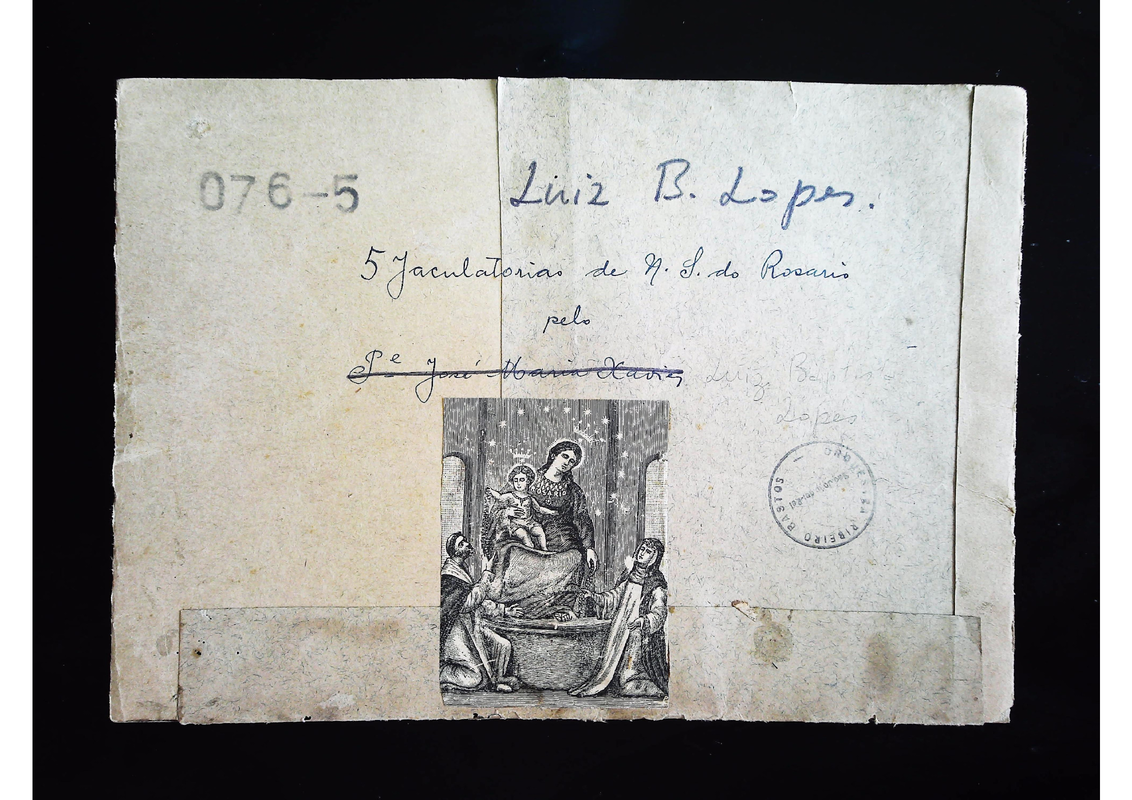 076-5
Luiz B. Lopes.
5 Jaculatorias de N. S. do Rosario
pelo
Pe José Maria Xavier
Luiz Baptista
Lopes
ORQUESTRA RIBEIRO BASTOS